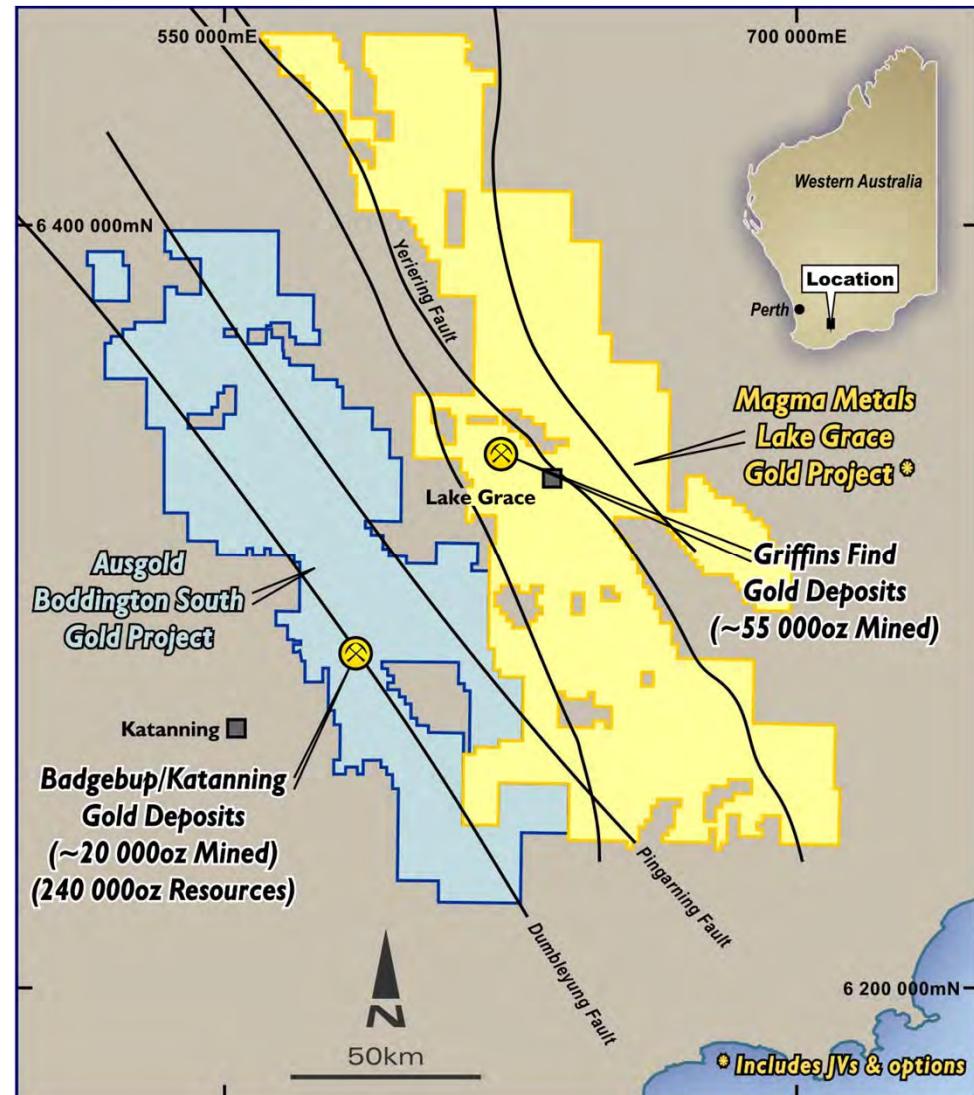 550 000mE
700 000mE
Western Australia
6 400 000mN
Yeriering Fault
Location
Perth
Magma Metals
Lake Grace
Gold Project *
Lake Grace
Griffins Find
Gold Deposits
(~55 000oz Mined)
Ausgold
Boddington South
Gold Project
Katanning
Badgebup/Katanning
Gold Deposits
(~20 000oz Mined)
(240 000oz Resources)
Pingarning Fault
Dumbleyung Fault
N
50km
6 200 000mN
* Includes JVs & options